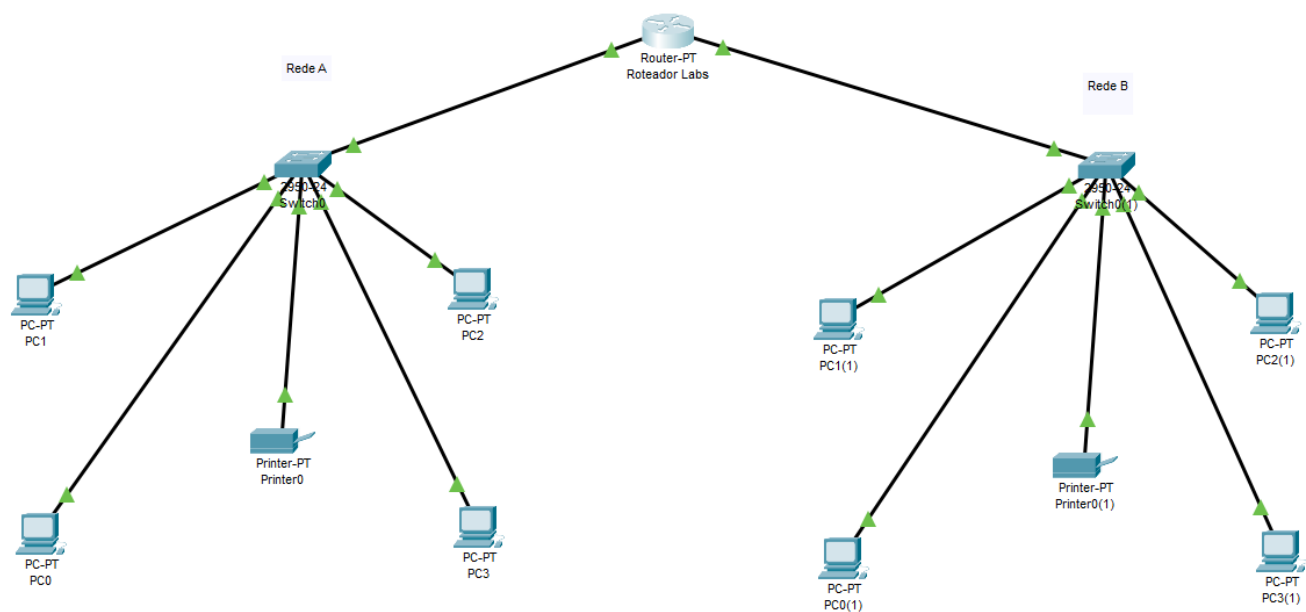 Router-PT
Roteador Labs
Rede A
Rede B
2950-24
Switch0
2950-24
Switch0(1)
PC-PT
PC1
PC-PT
PC2
PC-PT
PC1(1)
PC-PT
PC2(1)
Printer-PT
Printer0
Printer-PT
Printer0(1)
PC-PT
PC0
PC-PT
PC3
PC-PT
PC0(1)
PC-PT
PC3(1)